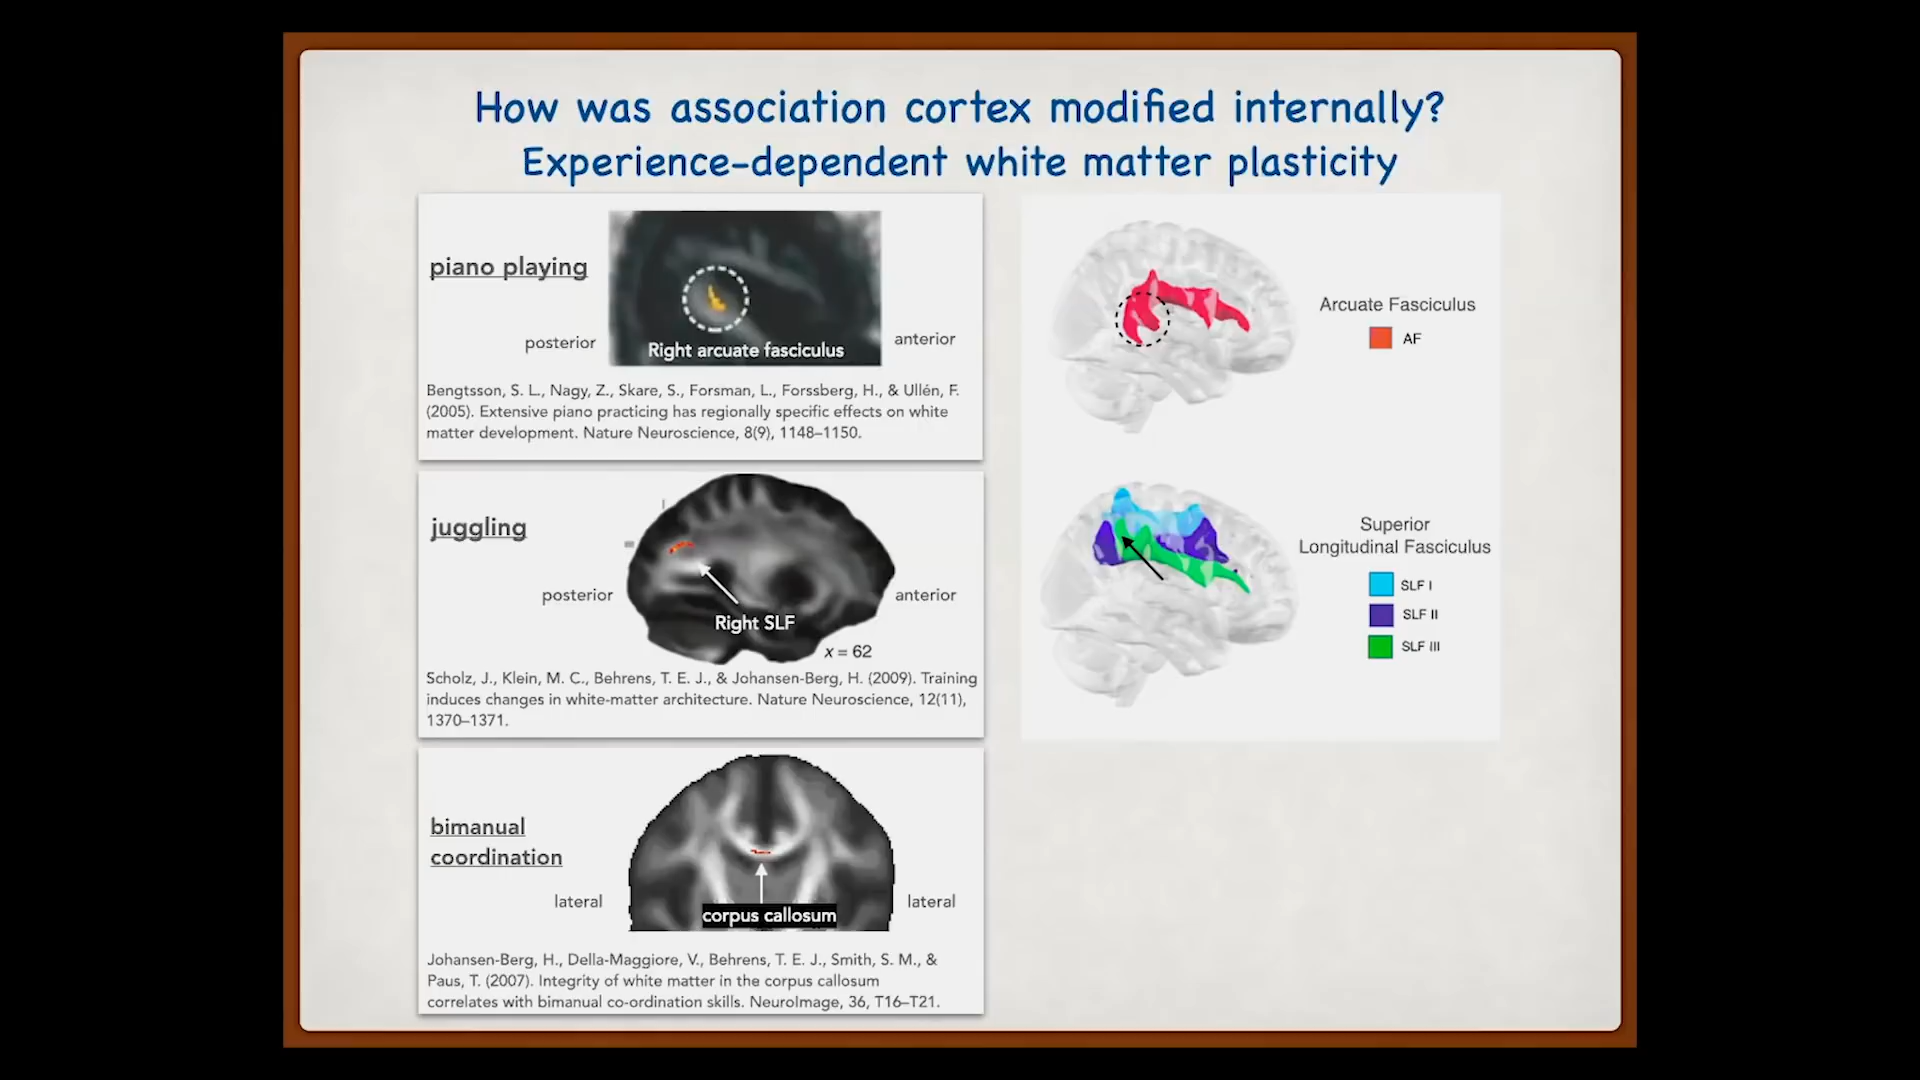 How was association cortex modified internally?
Experience-dependent white matter plasticity
piano playing
posterior
Right arcuate fasciculus
anterior
Bengtsson, S. L., Nagy, Z., Skare, S., Forsman, L., Forssberg, H., & Ullén, F.
(2005). Extensive piano practicing has regionally specific effects on white
matter development. Nature Neuroscience, 8(9), 1148–1150.
juggling
posterior
anterior
Right SLF
x = 62
Scholz, J., Klein, M. C., Behrens, T. E. J., & Johansen-Berg, H. (2009). Training
induces changes in white-matter architecture. Nature Neuroscience, 12(11),
1370–1371.
bimanual
coordination
lateral
lateral
corpus callosum
Johansen-Berg, H., Della-Maggiore, V., Behrens, T. E. J., Smith, S. M., &
Paus, T. (2007). Integrity of white matter in the corpus callosum
correlates with bimanual co-ordination skills. NeuroImage, 36, T16–T21.
Arcuate Fasciculus
AF
Superior
Longitudinal Fasciculus
SLF I
SLF II
SLF III